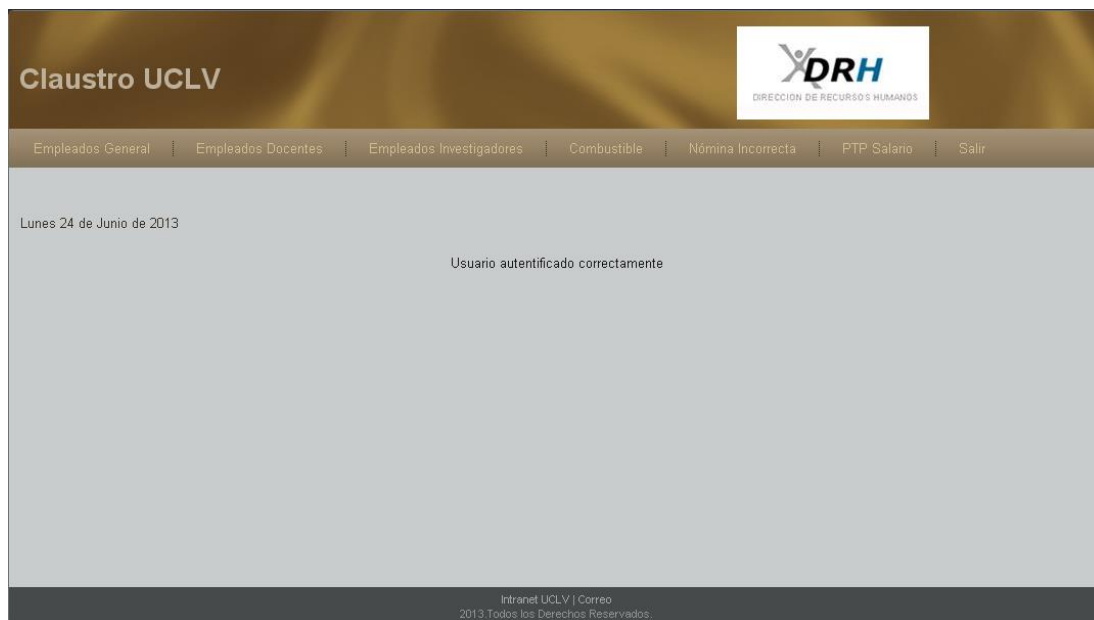 Claustro UCLV
DRH
DIRECCION DE RECURSOS HUMANOS
Empleados General | Empleados Docentes | Empleados Investigadores | Combustible | Nómina Incorrecta | PTP Salario | Salir
Lunes 24 de Junio de 2013
Usuario autentificado correctamente
Intranet UCLV | Correo
2013.Todos los Derechos Reservados.